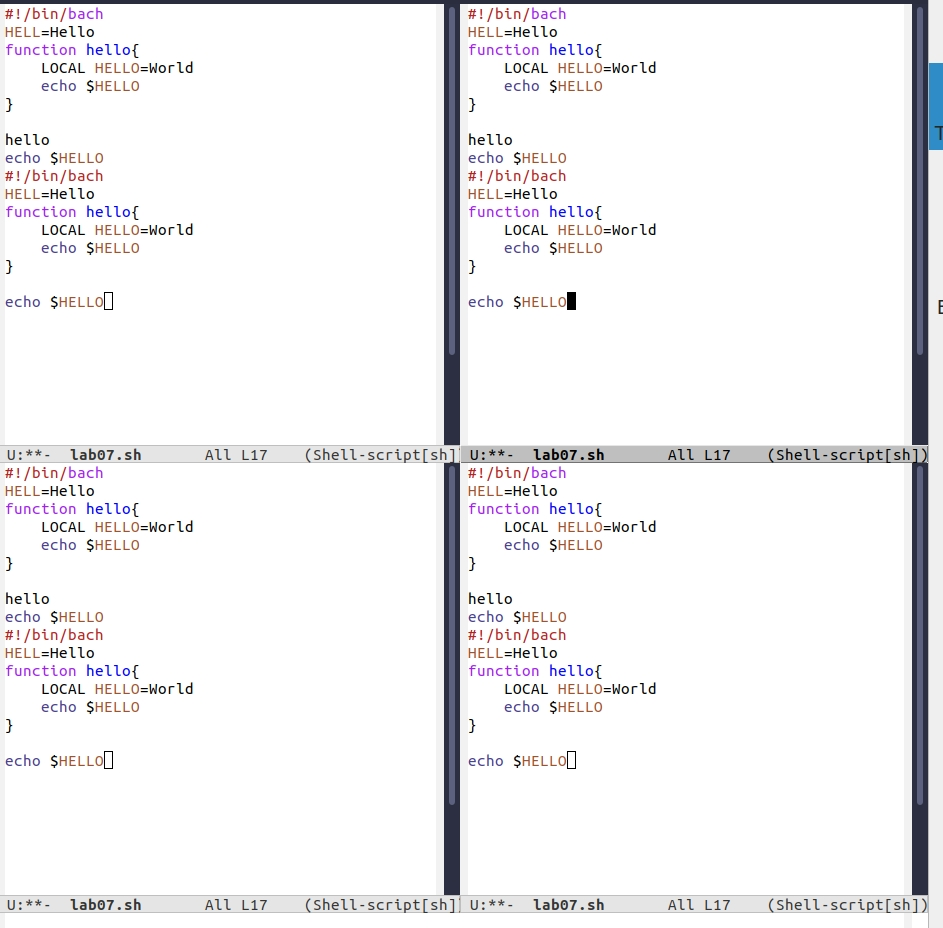 #!/bin/bach
HELL=Hello
function hello{
    LOCAL HELLO=World
    echo $HELLO
}
hello
echo $HELLO
#!/bin/bach
HELL=Hello
function hello{
    LOCAL HELLO=World
    echo $HELLO
}
echo $HELLO
U:**-  lab07.sh       All L17    (Shell-script[sh]
#!/bin/bach
HELL=Hello
function hello{
    LOCAL HELLO=World
    echo $HELLO
}
hello
echo $HELLO
#!/bin/bach
HELL=Hello
function hello{
    LOCAL HELLO=World
    echo $HELLO
}
echo $HELLO
U:**-  lab07.sh       All L17    (Shell-script[sh])
#!/bin/bach
HELL=Hello
function hello{
    LOCAL HELLO=World
    echo $HELLO
}
hello
echo $HELLO
#!/bin/bach
HELL=Hello
function hello{
    LOCAL HELLO=World
    echo $HELLO
}
echo $HELLO
U:**-  lab07.sh       All L17    (Shell-script[sh]
#!/bin/bach
HELL=Hello
function hello{
    LOCAL HELLO=World
    echo $HELLO
}
hello
echo $HELLO
#!/bin/bach
HELL=Hello
function hello{
    LOCAL HELLO=World
    echo $HELLO
}
echo $HELLO
U:**-  lab07.sh       All L17    (Shell-script[sh])